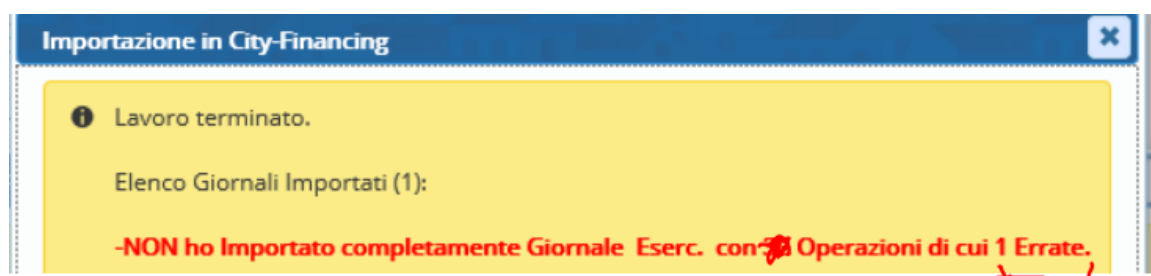 Importazione in City-Financing
Lavoro terminato.
Elenco Giornali Importati (1):
-NON ho Importato completamente Giornale Eserc. con Operazioni di cui 1 Errate.